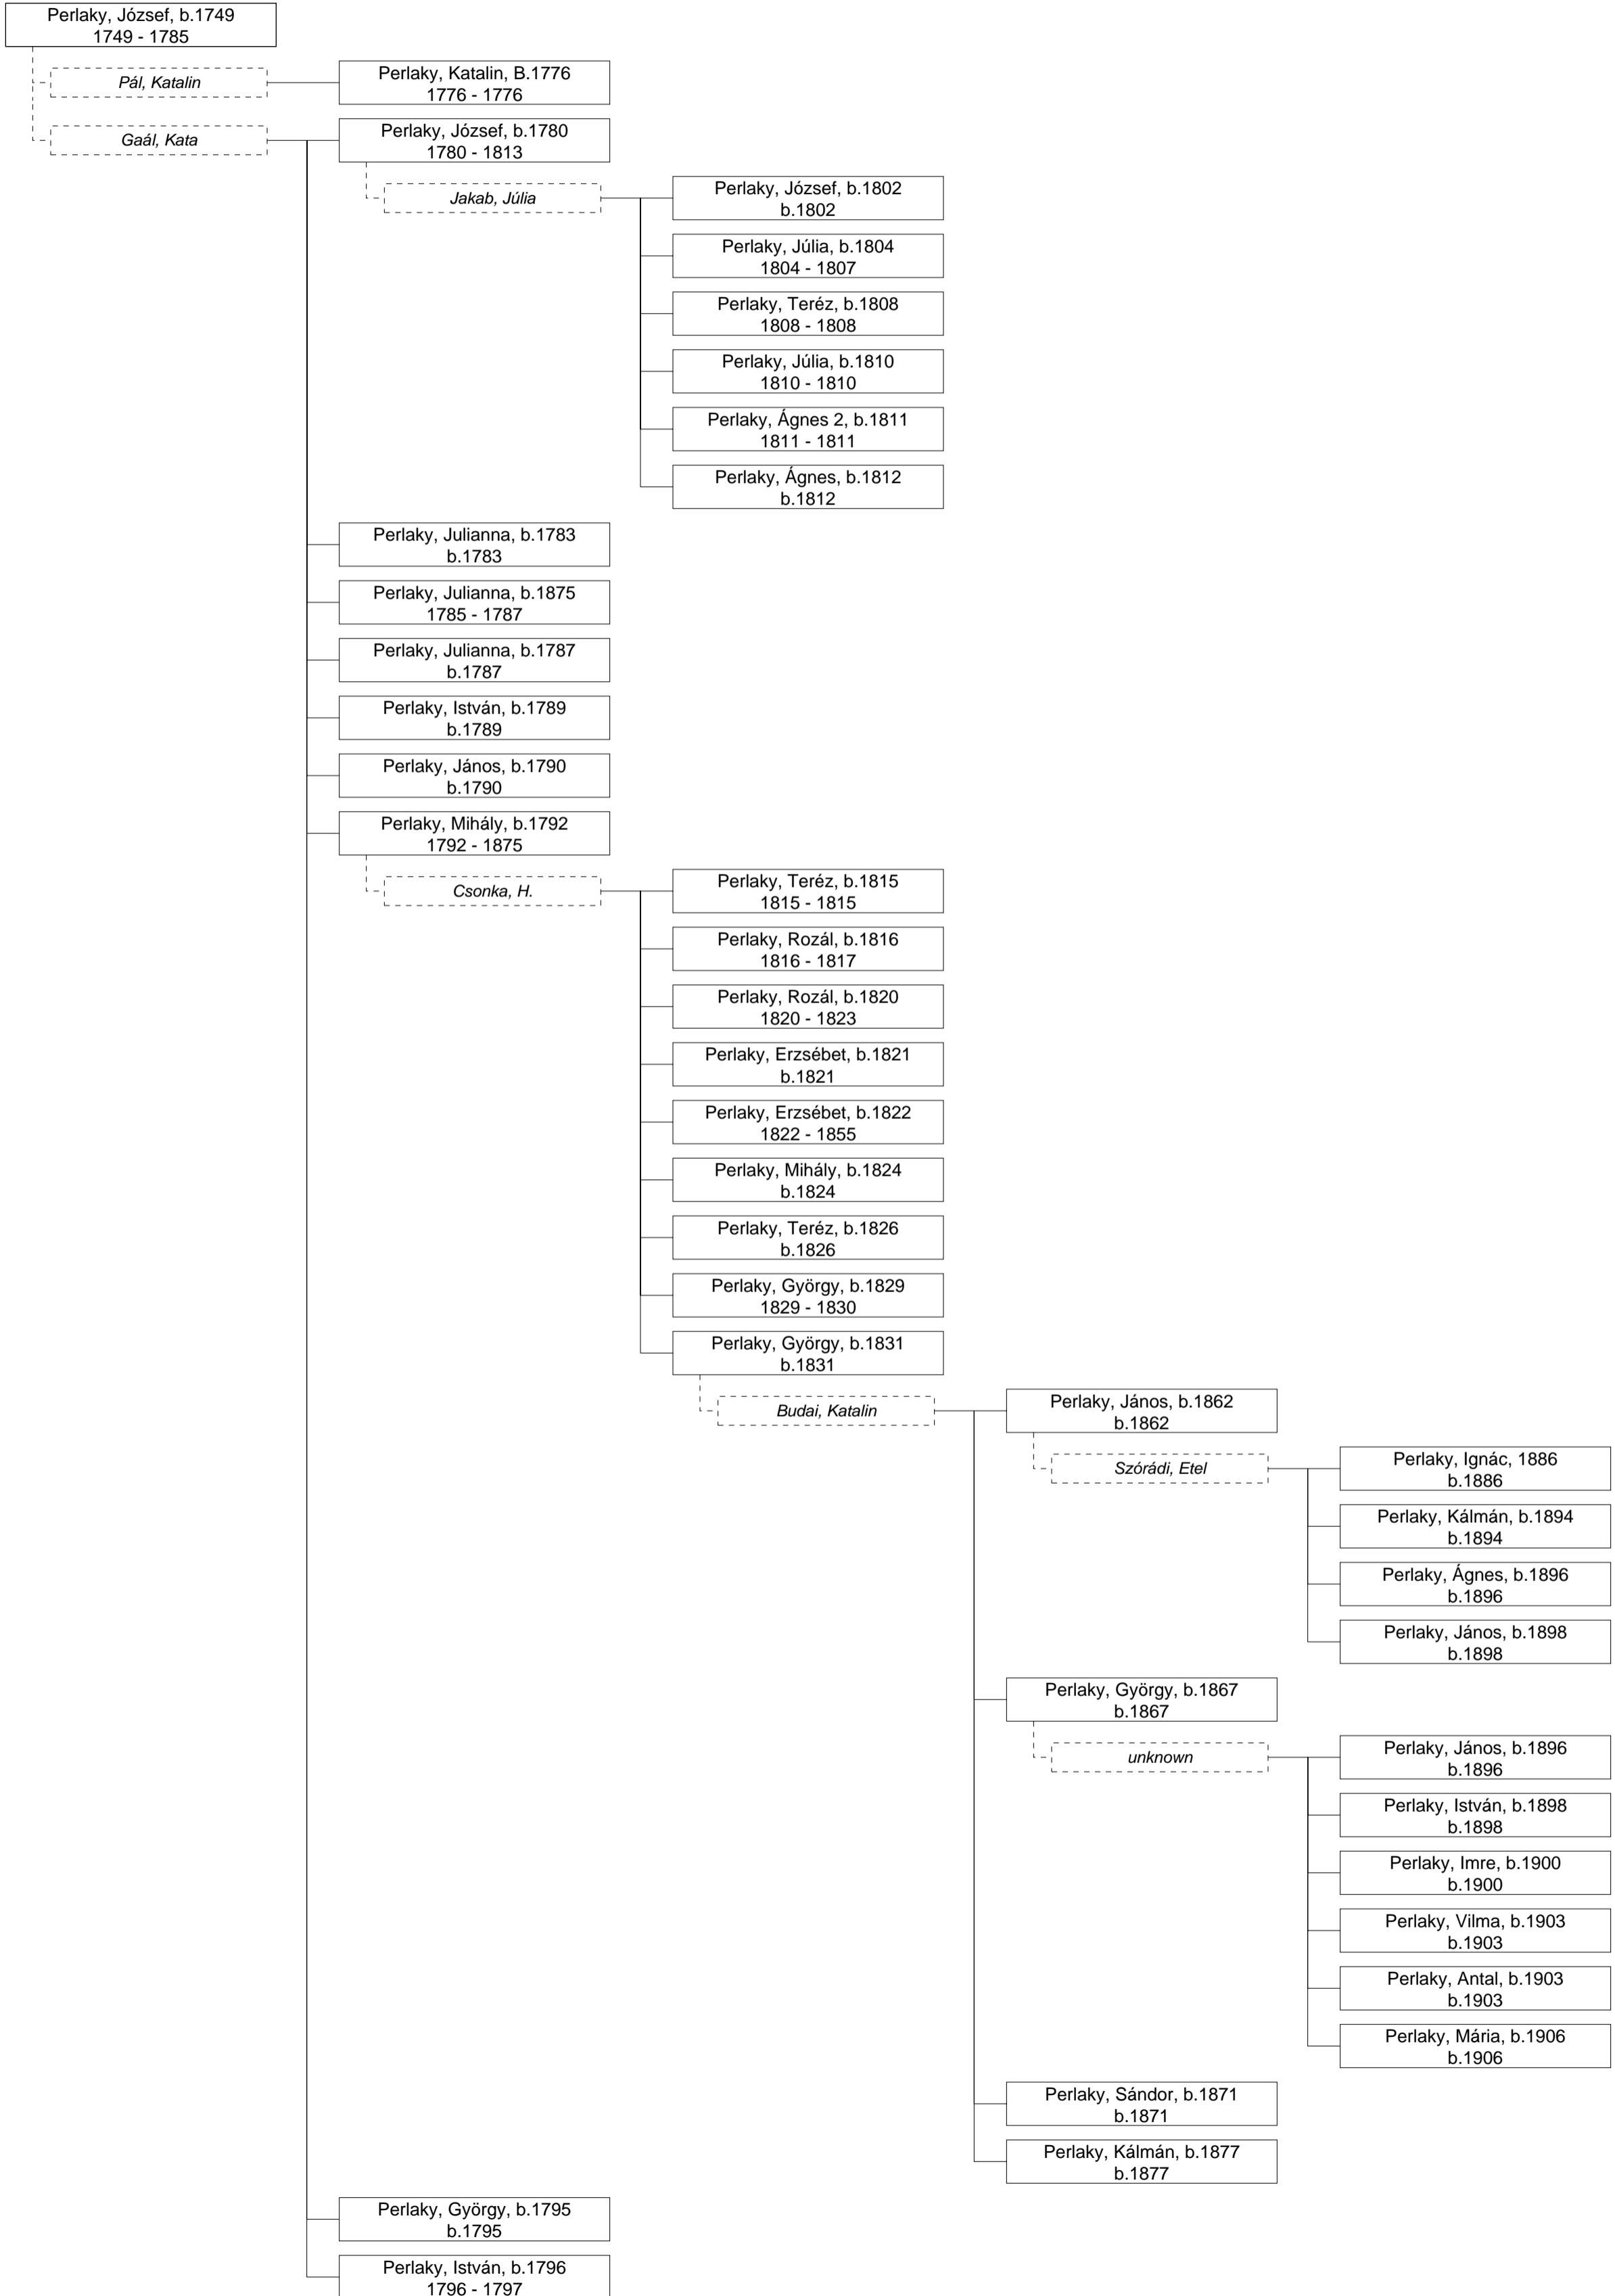 Perlaky, József, b.1749
1749 - 1785
Pál, Katalin
Perlaky, Katalin, B.1776
1776 - 1776
Gaál, Kata
Perlaky, József, b.1780
1780 - 1813
Jakab, Júlia
Perlaky, József, b.1802
b.1802
Perlaky, Júlia, b.1804
1804 - 1807
Perlaky, Teréz, b.1808
1808 - 1808
Perlaky, Júlia, b.1810
1810 - 1810
Perlaky, Ágnes 2, b.1811
1811 - 1811
Perlaky, Ágnes, b.1812
b.1812
Perlaky, Julianna, b.1783
b.1783
Perlaky, Julianna, b.1875
1785 - 1787
Perlaky, Julianna, b.1787
b.1787
Perlaky, István, b.1789
b.1789
Perlaky, János, b.1790
b.1790
Perlaky, Mihály, b.1792
1792 - 1875
Csonka, H.
Perlaky, Teréz, b.1815
1815 - 1815
Perlaky, Rozál, b.1816
1816 - 1817
Perlaky, Rozál, b.1820
1820 - 1823
Perlaky, Erzsébet, b.1821
b.1821
Perlaky, Erzsébet, b.1822
1822 - 1855
Perlaky, Mihály, b.1824
b.1824
Perlaky, Teréz, b.1826
b.1826
Perlaky, György, b.1829
1829 - 1830
Perlaky, György, b.1831
b.1831
Budai, Katalin
Perlaky, János, b.1862
b.1862
Szórádi, Etel
Perlaky, Ignác, 1886
b.1886
Perlaky, Kálmán, b.1894
b.1894
Perlaky, Ágnes, b.1896
b.1896
Perlaky, János, b.1898
b.1898
Perlaky, György, b.1867
b.1867
unknown
Perlaky, János, b.1896
b.1896
Perlaky, István, b.1898
b.1898
Perlaky, Imre, b.1900
b.1900
Perlaky, Vilma, b.1903
b.1903
Perlaky, Antal, b.1903
b.1903
Perlaky, Mária, b.1906
b.1906
Perlaky, Sándor, b.1871
b.1871
Perlaky, Kálmán, b.1877
b.1877
Perlaky, György, b.1795
b.1795
Perlaky, István, b.1796
1796 - 1797